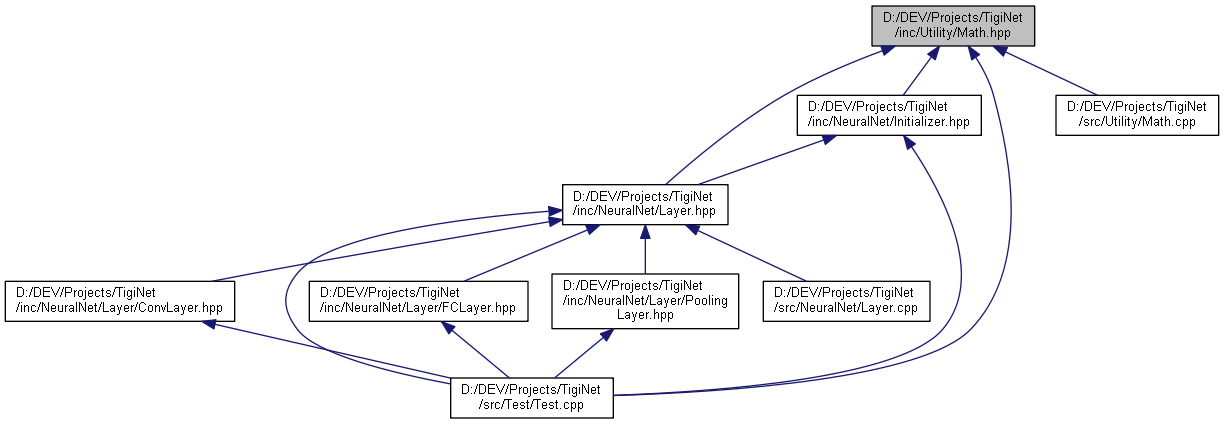 D:/DEV/Projects/TigiNet
/inc/Utility/Math.hpp
D:/DEV/Projects/TigiNet
/inc/NeuralNet/Initializer.hpp
D:/DEV/Projects/TigiNet
/src/Utility/Math.cpp
D:/DEV/Projects/TigiNet
/inc/NeuralNet/Layer.hpp
D:/DEV/Projects/TigiNet
/inc/NeuralNet/Layer/ConvLayer.hpp
D:/DEV/Projects/TigiNet
/inc/NeuralNet/Layer/FCLayer.hpp
D:/DEV/Projects/TigiNet
/inc/NeuralNet/Layer/Pooling
Layer.hpp
D:/DEV/Projects/TigiNet
/src/NeuralNet/Layer.cpp
D:/DEV/Projects/TigiNet
/src/Test/Test.cpp